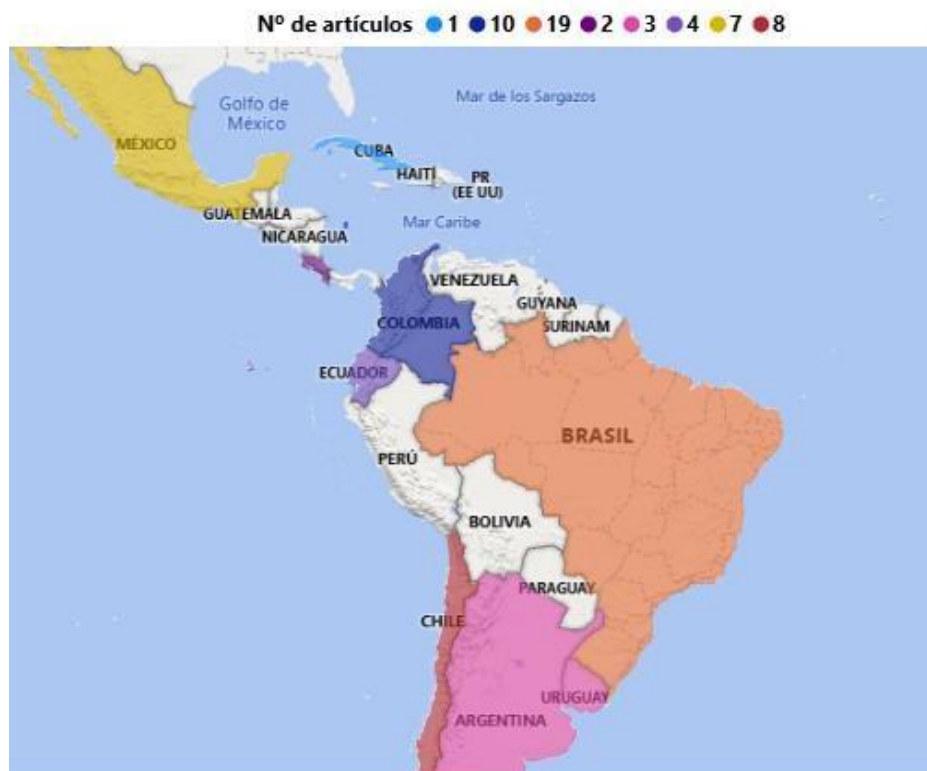 Nº de artículos 1 10 19 2 3 4 7 8
Golfo de
México
Mar de los Sargazos
MÉXICO
CUBA
HAITÍ
PR
(EE UU)
GUATEMALA
Mar Caribe
NICARAGUA
VENEZUELA
GUYANA
SURINAM
COLOMBIA
ECUADOR
BRASIL
PERÚ
BOLIVIA
PARAGUAY
CHILE
URUGUAY
ARGENTINA